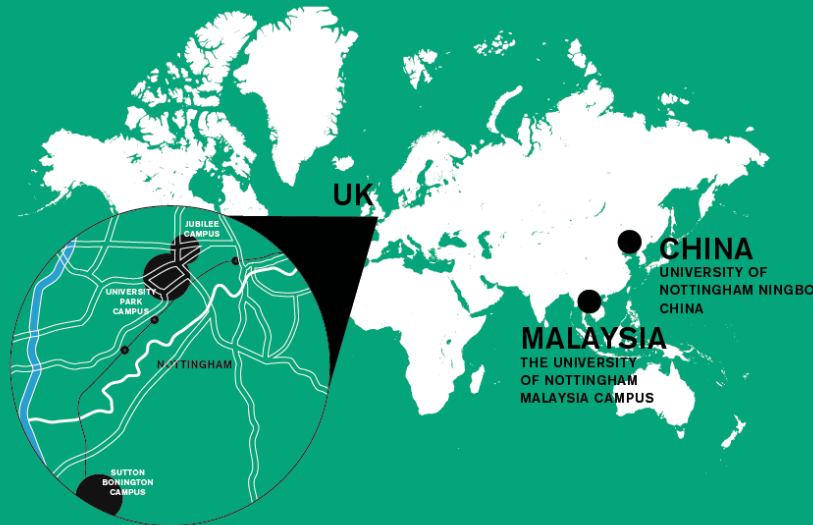 UK
JUBILEE
CAMPUS
UNIVERSITY
PARK
CAMPUS
NOTTINGHAM
SUTTON
BONINGTON
CAMPUS
CHINA
UNIVERSITY OF
NOTTINGHAM NINGBO
CHINA
MALAYSIA
THE UNIVERSITY
OF NOTTINGHAM
MALAYSIA CAMPUS